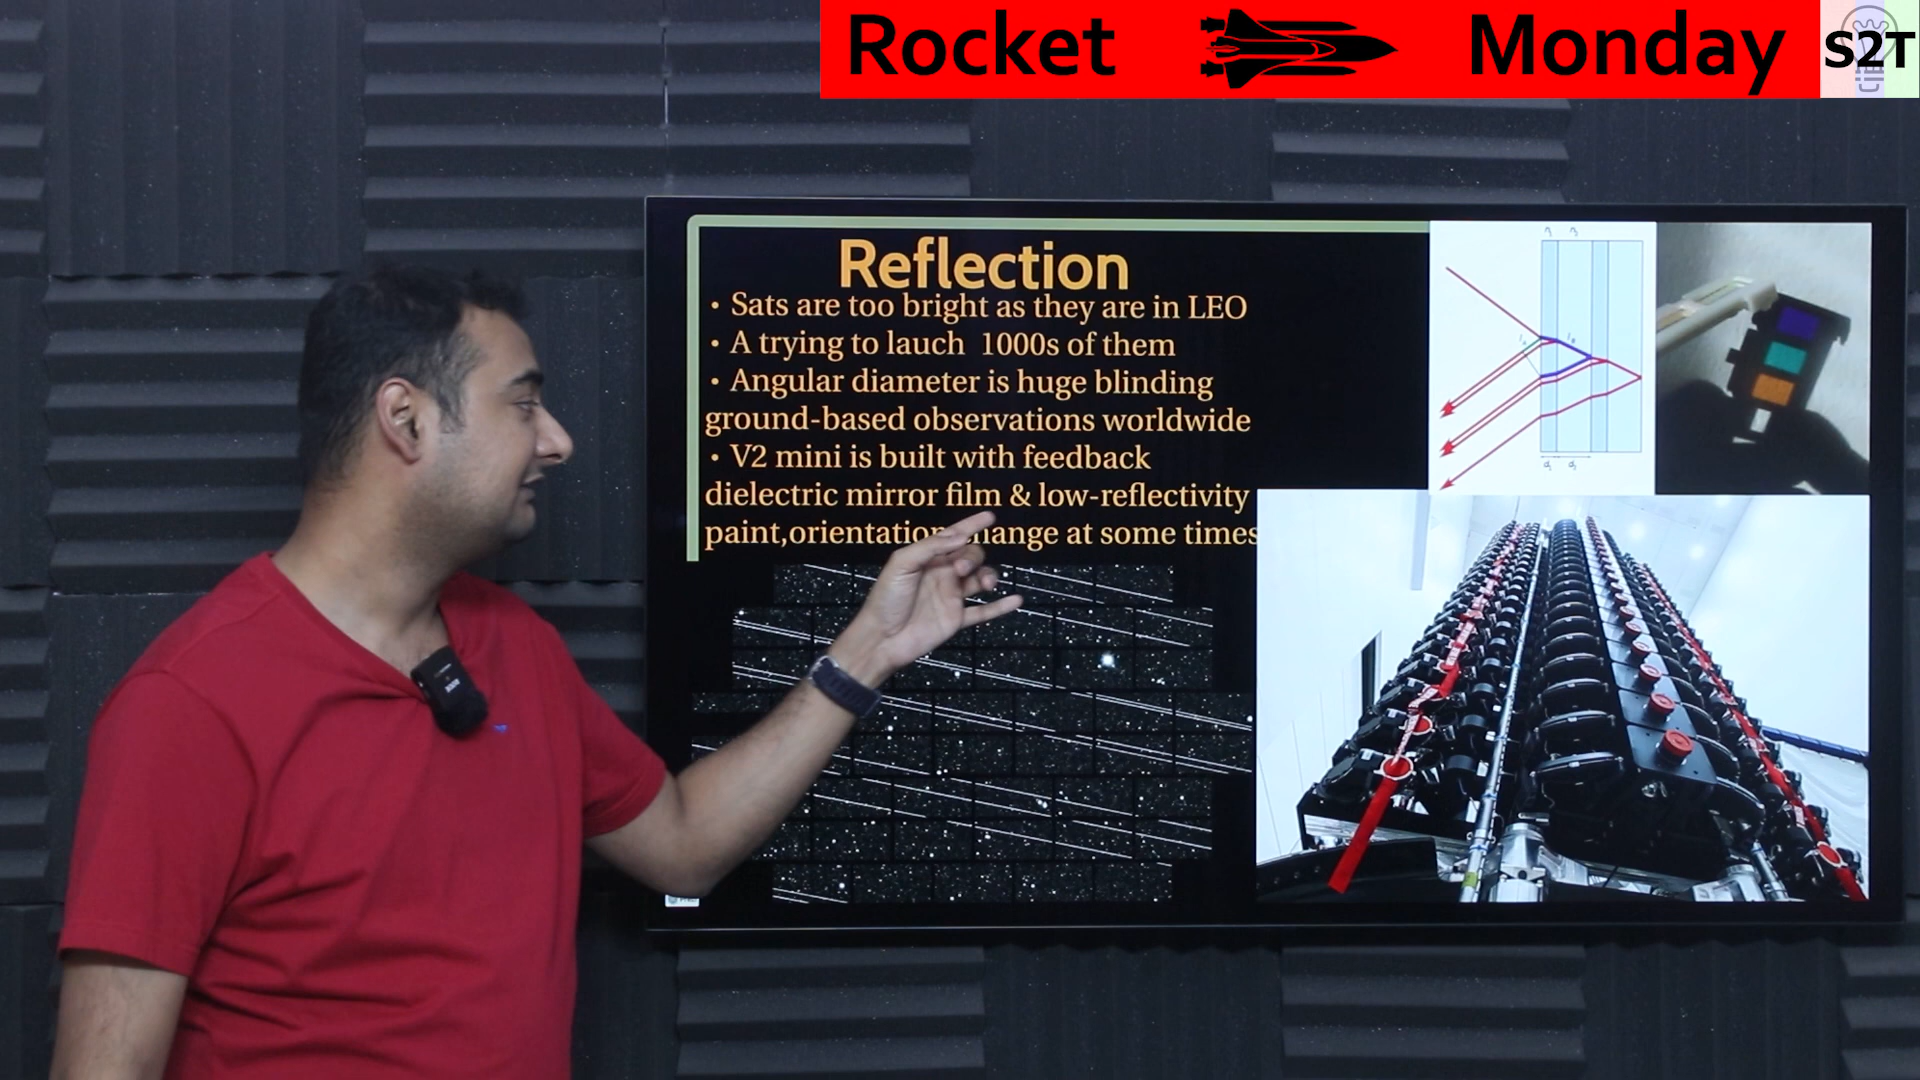 Rocket Monday S2T
Reflection
• Sats are too bright as they are in LEO
• A trying to lauch 1000s of them
• Angular diameter is huge blinding
ground-based observations worldwide
• V2 mini is built with feedback
dielectric mirror film & low-reflectivity
paint, orientation change at some times